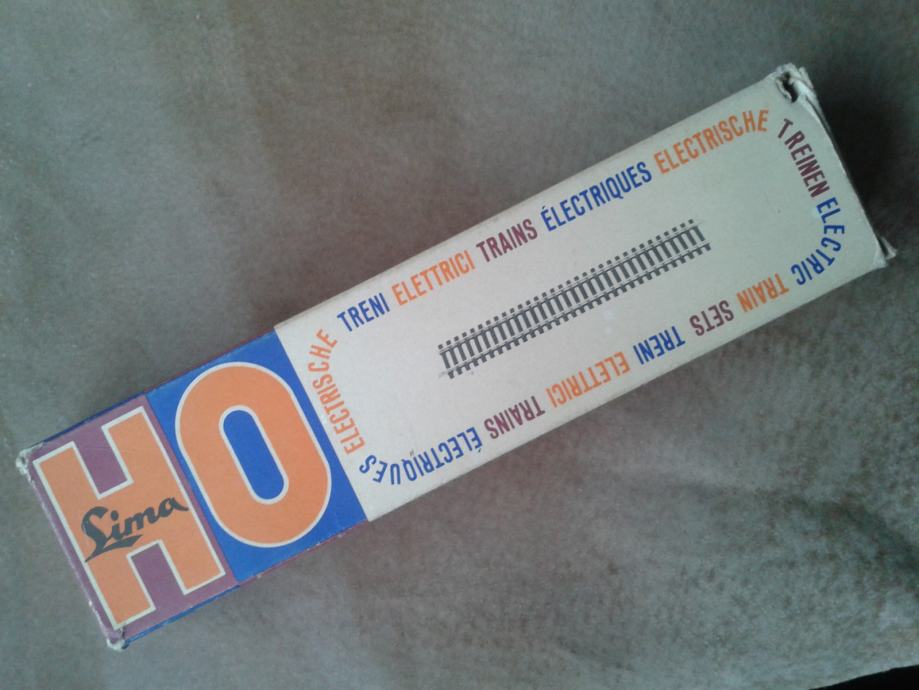 HO
Lima
ELECTRISCHE TRENI ELETTRICI TRAINS ÉLECTRIQUES ELECTRISCHE TREINEN ELECTRIC TRAIN SETS TRENI ELETTRICI TRAINS ÉLECTRIQUES